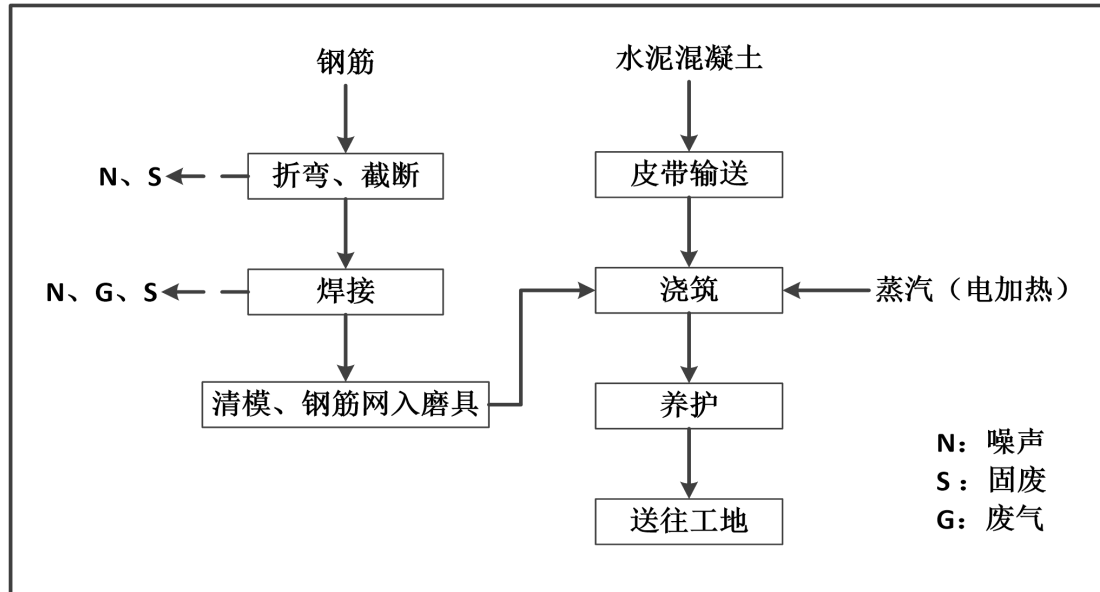 钢筋
水泥混凝土
N、S
折弯、截断
皮带输送
N、G、S
焊接
浇筑
蒸汽（电加热）
清模、钢筋网入磨具
养护
送往工地
N：噪声
S：固废
G：废气